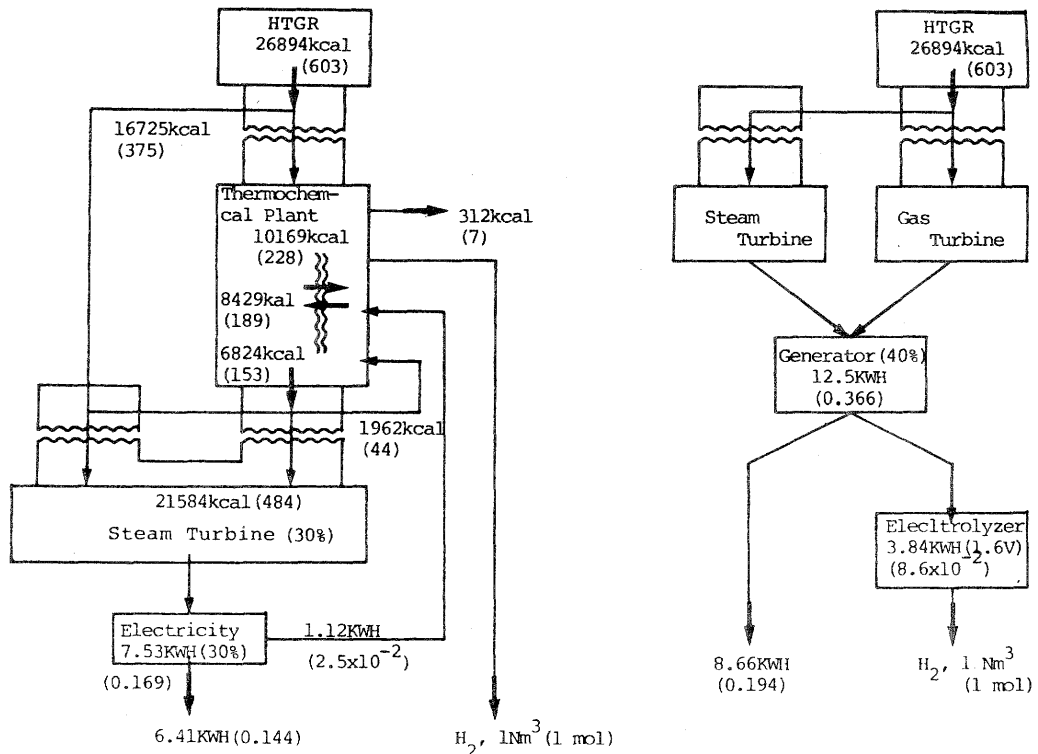 HTGR
26894kcal
(603)
16725kcal
(375)
Thermochem-
cal Plant
10169kcal
(228)
312kcal
(7)
8429kal
(189)
6824kcal
(153)
1962kcal
(44)
21584kcal(484)
Steam Turbine (30%)
Electricity
7.53KWH(30%)
(0.169)
1.12KWH
(2.5x10⁻²)
6.41KWH(0.144)
H₂, 1Nm³(1 mol)
HTGR
26894kcal
(603)
Steam
Turbine
Gas
Turbine
Generator(40%)
12.5KWH
(0.366)
Elecltrolyzer
3.84KWH(1.6V)
(8.6x10⁻²)
8.66KWH
(0.194)
H₂, 1 Nm³
(1 mol)